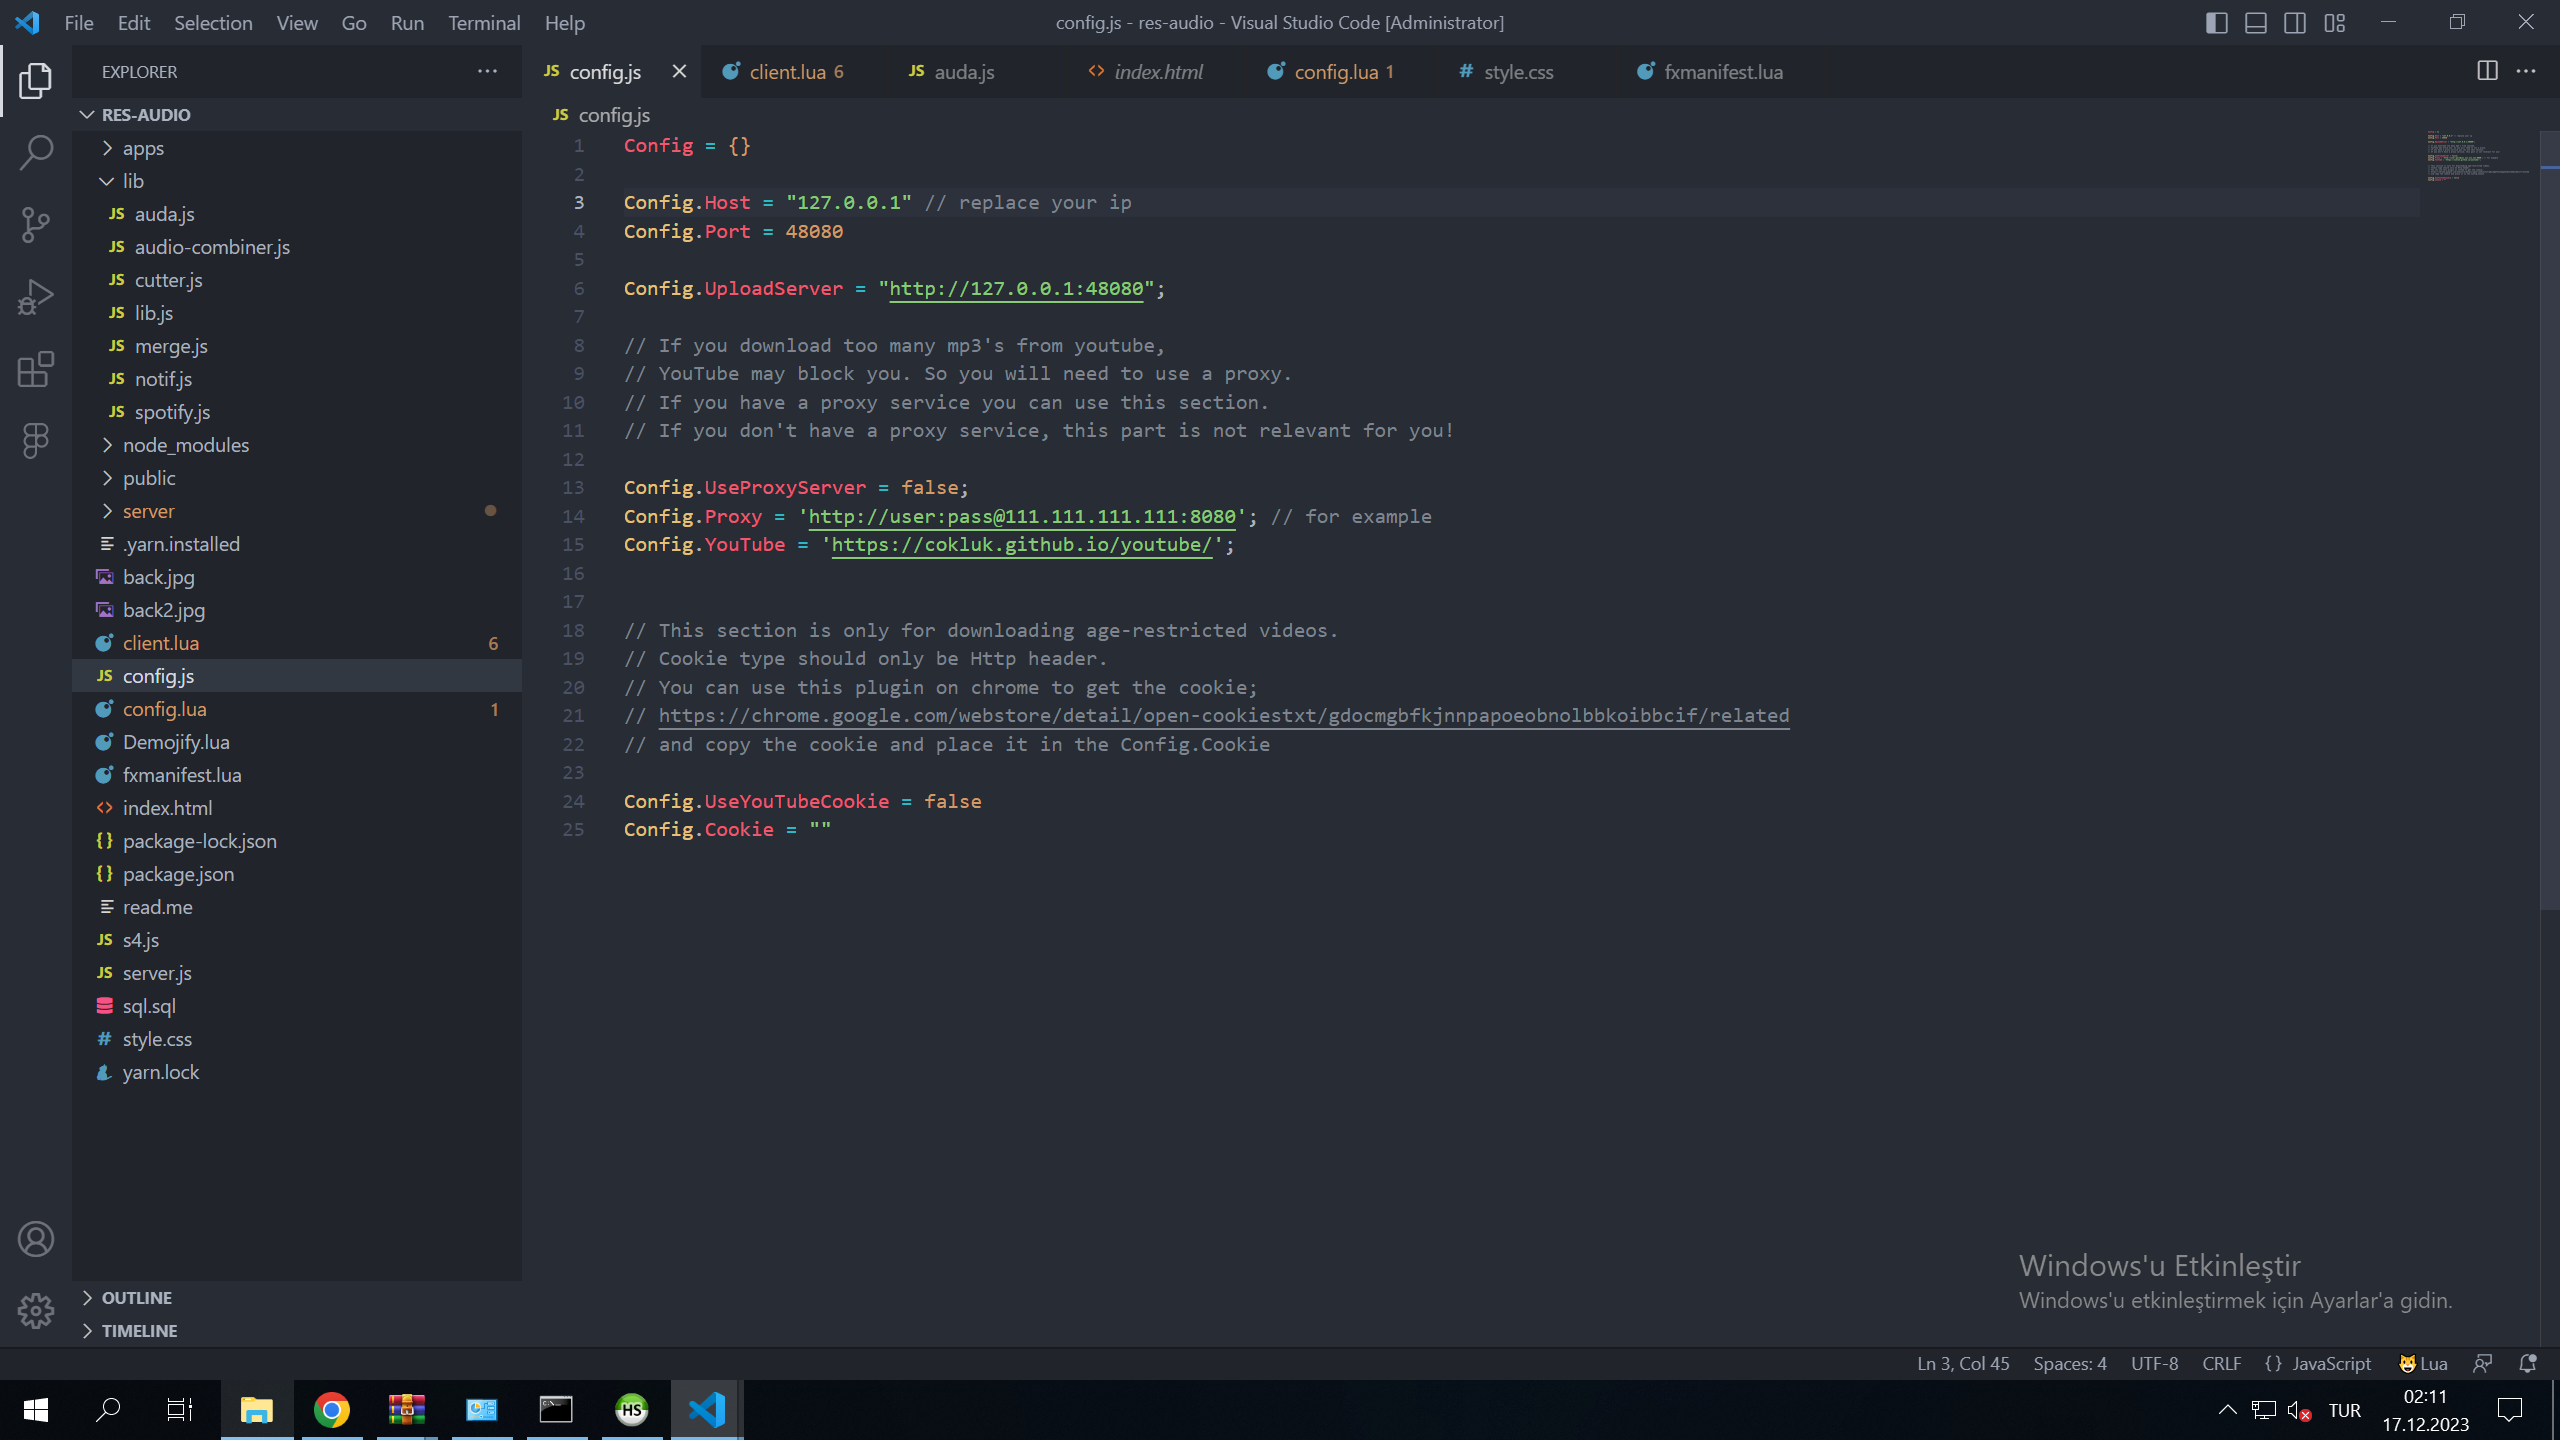 File Edit Selection View Go Run Terminal Help
config.js - res-audio - Visual Studio Code [Administrator]
EXPLORER
RES-AUDIO
apps
lib
JS auda.js
JS audio-combiner.js
JS cutter.js
JS lib.js
JS merge.js
JS notif.js
JS spotify.js
node_modules
public
server
.yarn.installed
back.jpg
back2.jpg
client.lua 6
JS config.js
config.lua 1
Demojify.lua
fxmanifest.lua
<> index.html
{} package-lock.json
{} package.json
read.me
JS s4.js
JS server.js
sql.sql
# style.css
yarn.lock
OUTLINE
TIMELINE
JS config.js client.lua 6 JS auda.js <> index.html config.lua 1 # style.css fxmanifest.lua
JS config.js
1 Config = {}
2
3 Config.Host = "127.0.0.1" // replace your ip
4 Config.Port = 48080
5
6 Config.UploadServer = "http://127.0.0.1:48080";
7
8 // If you download too many mp3's from youtube,
9 // YouTube may block you. So you will need to use a proxy.
10 // If you have a proxy service you can use this section.
11 // If you don't have a proxy service, this part is not relevant for you!
12
13 Config.UseProxyServer = false;
14 Config.Proxy = 'http://user:pass@111.111.111.111:8080'; // for example
15 Config.YouTube = 'https://cokluk.github.io/youtube/';
16
17
18 // This section is only for downloading age-restricted videos.
19 // Cookie type should only be Http header.
20 // You can use this plugin on chrome to get the cookie;
21 // https://chrome.google.com/webstore/detail/open-cookiestxt/gdocmgbfkjnnpapoeobnolbbkoibbcif/related
22 // and copy the cookie and place it in the Config.Cookie
23
24 Config.UseYouTubeCookie = false
25 Config.Cookie = ""
Windows'u Etkinleştir
Windows'u etkinleştirmek için Ayarlar'a gidin.
Ln 3, Col 45 Spaces: 4 UTF-8 CRLF {} JavaScript Lua
HS
TUR
02:11
17.12.2023